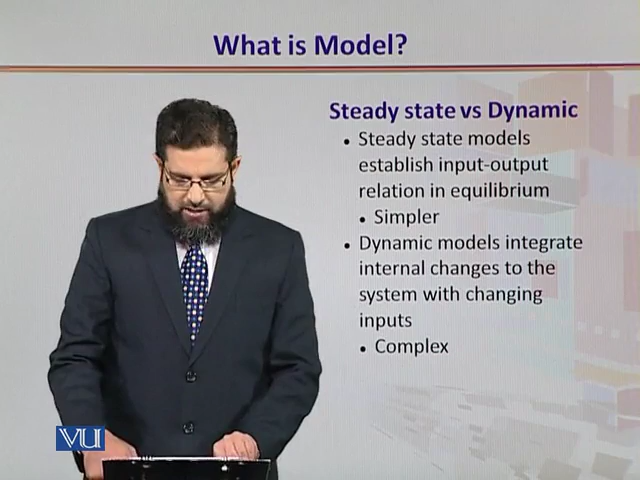 What is Model?
Steady state vs Dynamic
• Steady state models
establish input-output
relation in equilibrium
• Simpler
• Dynamic models integrate
internal changes to the
system with changing
inputs
• Complex
VU